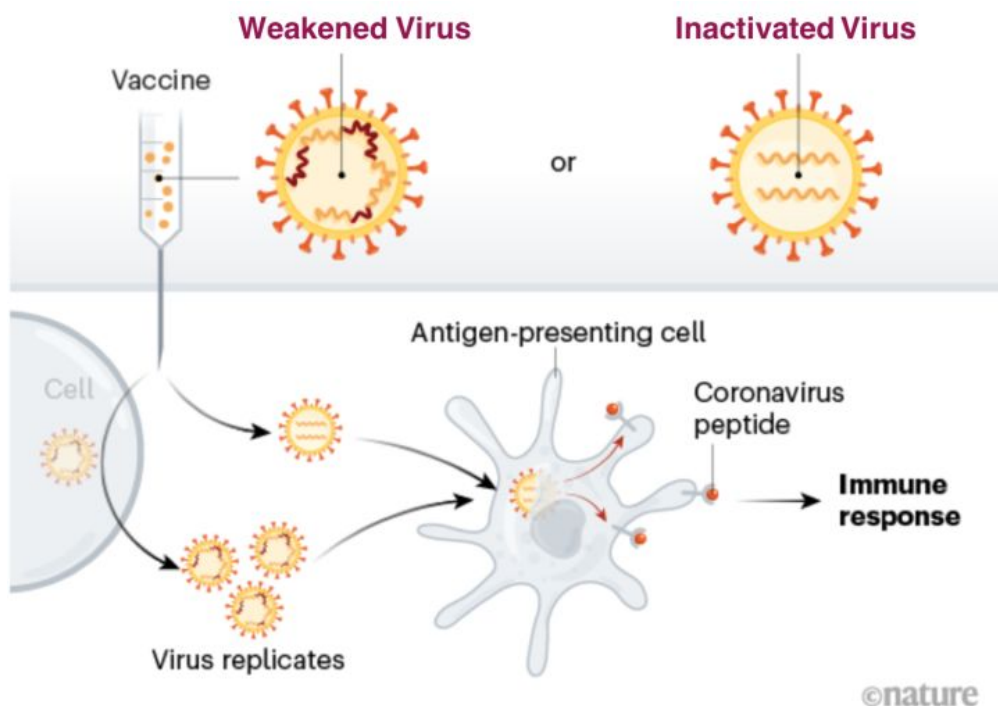 Weakened Virus
Inactivated Virus
Vaccine
or
Antigen-presenting cell
Cell
Coronavirus
peptide
Immune
response
Virus replicates
©nature